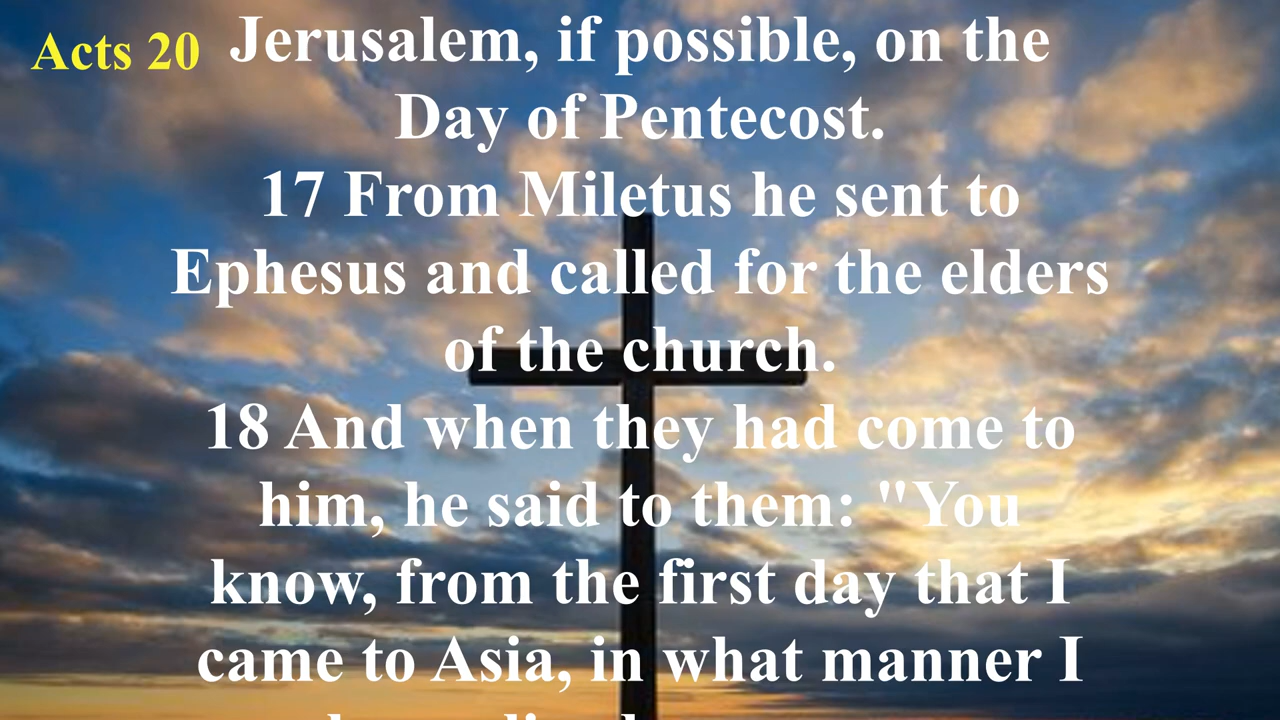 Acts 20
Jerusalem, if possible, on the
Day of Pentecost.
17 From Miletus he sent to
Ephesus and called for the elders
of the church.
18 And when they had come to
him, he said to them: "You
know, from the first day that I
came to Asia, in what manner I